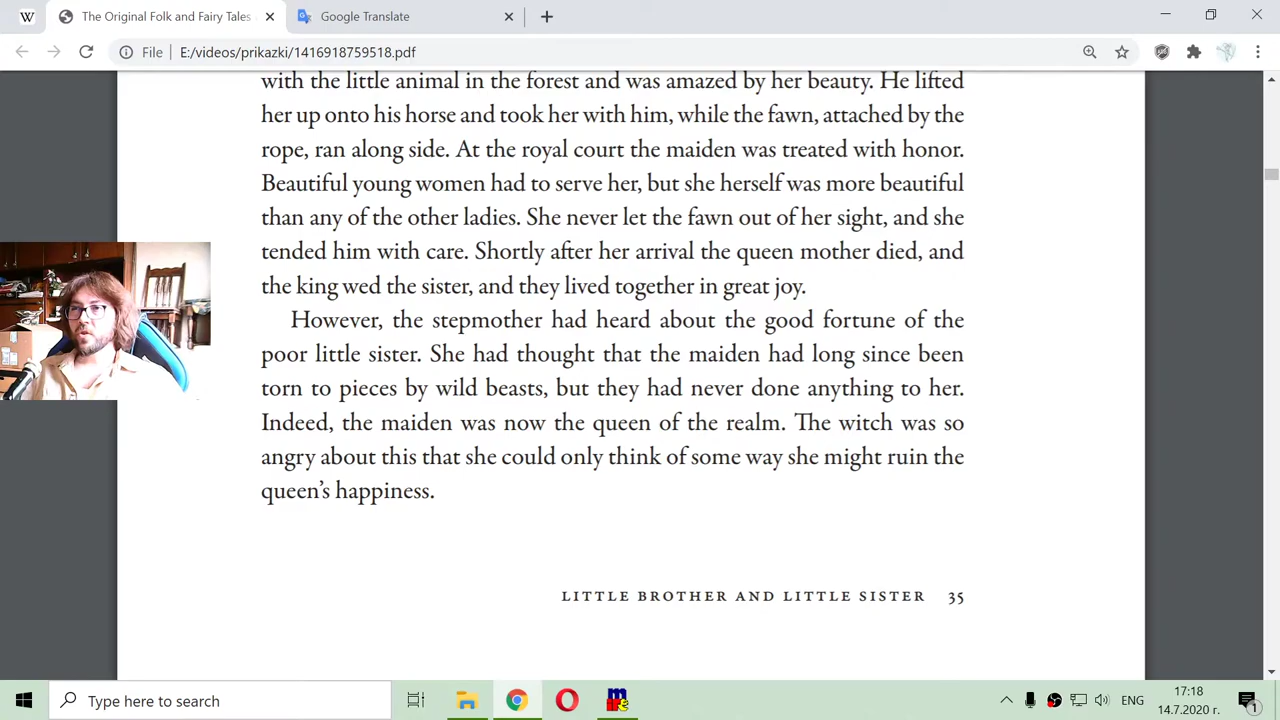 The Original Folk and Fairy Tales
Google Translate
File E:/videos/prikazki/1416918759518.pdf
with the little animal in the forest and was amazed by her beauty. He lifted
her up onto his horse and took her with him, while the fawn, attached by the
rope, ran along side. At the royal court the maiden was treated with honor.
Beautiful young women had to serve her, but she herself was more beautiful
than any of the other ladies. She never let the fawn out of her sight, and she
tended him with care. Shortly after her arrival the queen mother died, and
the king wed the sister, and they lived together in great joy.
However, the stepmother had heard about the good fortune of the
poor little sister. She had thought that the maiden had long since been
torn to pieces by wild beasts, but they had never done anything to her.
Indeed, the maiden was now the queen of the realm. The witch was so
angry about this that she could only think of some way she might ruin the
queen's happiness.
LITTLE BROTHER AND LITTLE SISTER 35
Type here to search
ЕНГ
17:18
14.7.2020 г.
1